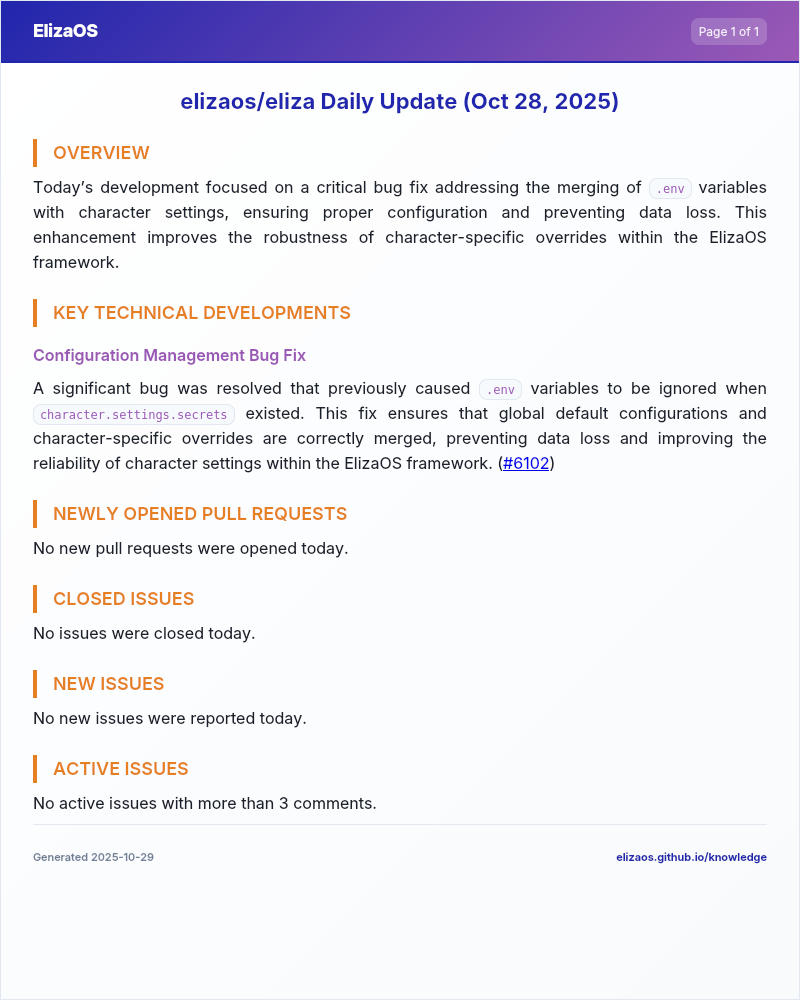 ElizaOS
Page 1 of 1
elizaos/eliza Daily Update (Oct 28, 2025)
OVERVIEW
Today's development focused on a critical bug fix addressing the merging of .env variables
with character settings, ensuring proper configuration and preventing data loss. This
enhancement improves the robustness of character-specific overrides within the ElizaOS
framework.
KEY TECHNICAL DEVELOPMENTS
Configuration Management Bug Fix
A significant bug was resolved that previously caused .env variables to be ignored when
character.settings.secrets existed. This fix ensures that global default configurations and
character-specific overrides are correctly merged, preventing data loss and improving the
reliability of character settings within the ElizaOS framework. (#6102)
NEWLY OPENED PULL REQUESTS
No new pull requests were opened today.
CLOSED ISSUES
No issues were closed today.
NEW ISSUES
No new issues were reported today.
ACTIVE ISSUES
No active issues with more than 3 comments.
Generated 2025-10-29
elizaos.github.io/knowledge